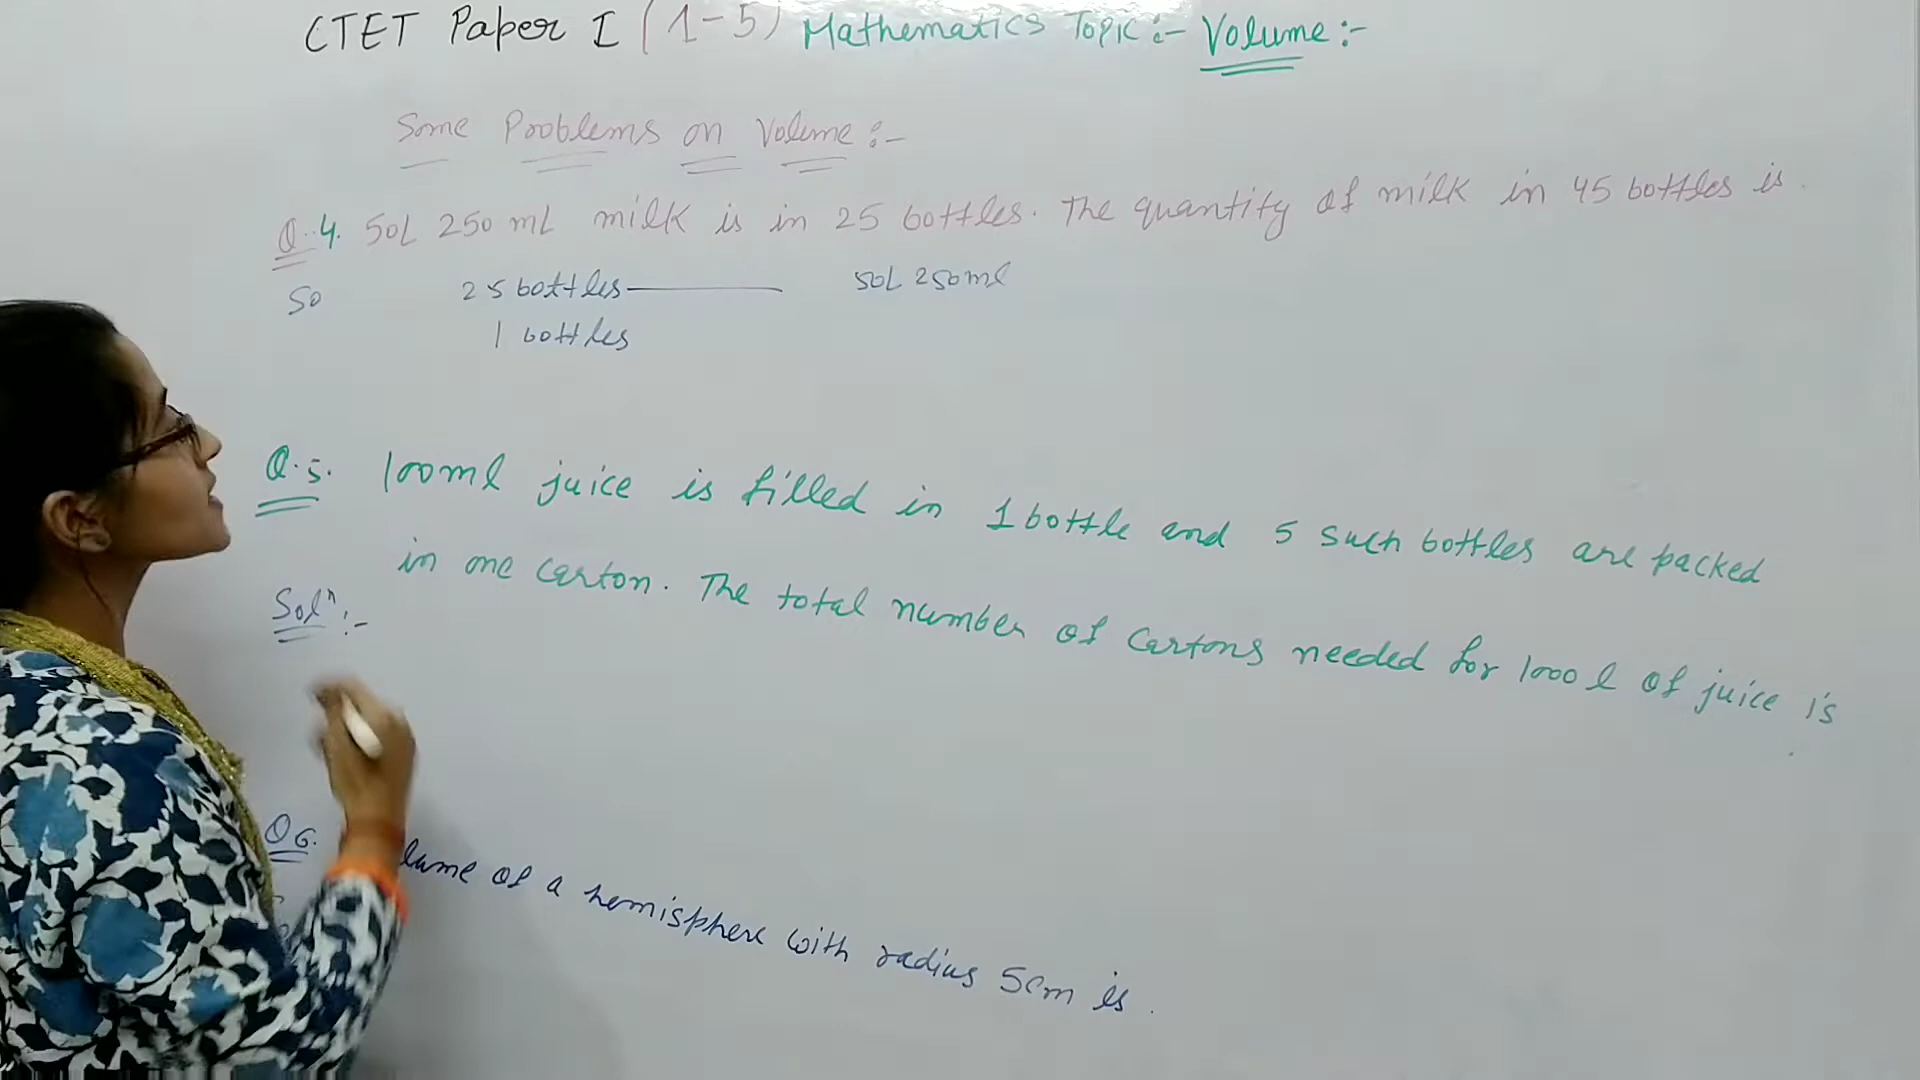 CTET Paper I (1-5) Mathematics Topic:- Volume:-
Some Problems on Volume:-
Q.4. 50L 250 mL milk is in 25 bottles. The quantity of milk in 45 bottles is.
So 25 bottles —— 50L 250ml
1 bottles
Q.5. 100ml juice is filled in 1 bottle and 5 such bottles are packed
in one carton. The total number of cartons needed for 1000 l of juice is
Solⁿ:-
Q6. lume of a hemisphere with radius 5cm is.